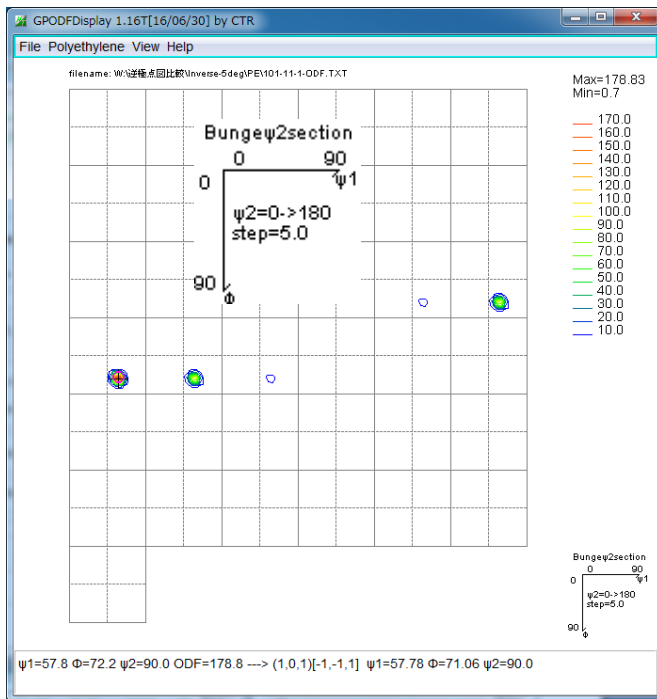 GPODFDisplay 1.16T[16/06/30] by CTR
File Polyethylene View Help
filename: W:\逆極点図比較\Inverse-5deg\PE\101-11-1-ODF.TXT
Max=178.83
Min=0.7
170.0
160.0
150.0
140.0
130.0
120.0
110.0
100.0
90.0
80.0
70.0
60.0
50.0
40.0
30.0
20.0
10.0
Bungeψ2section
0 90
0 ψ1
ψ2=0->180
step=5.0
90
Φ
Bungeψ2section
0 90
0 ψ1
ψ2=0->180
step=5.0
90
Φ
ψ1=57.8 Φ=72.2 ψ2=90.0 ODF=178.8 ---> (1,0,1)[-1,-1,1] ψ1=57.78 Φ=71.06 ψ2=90.0